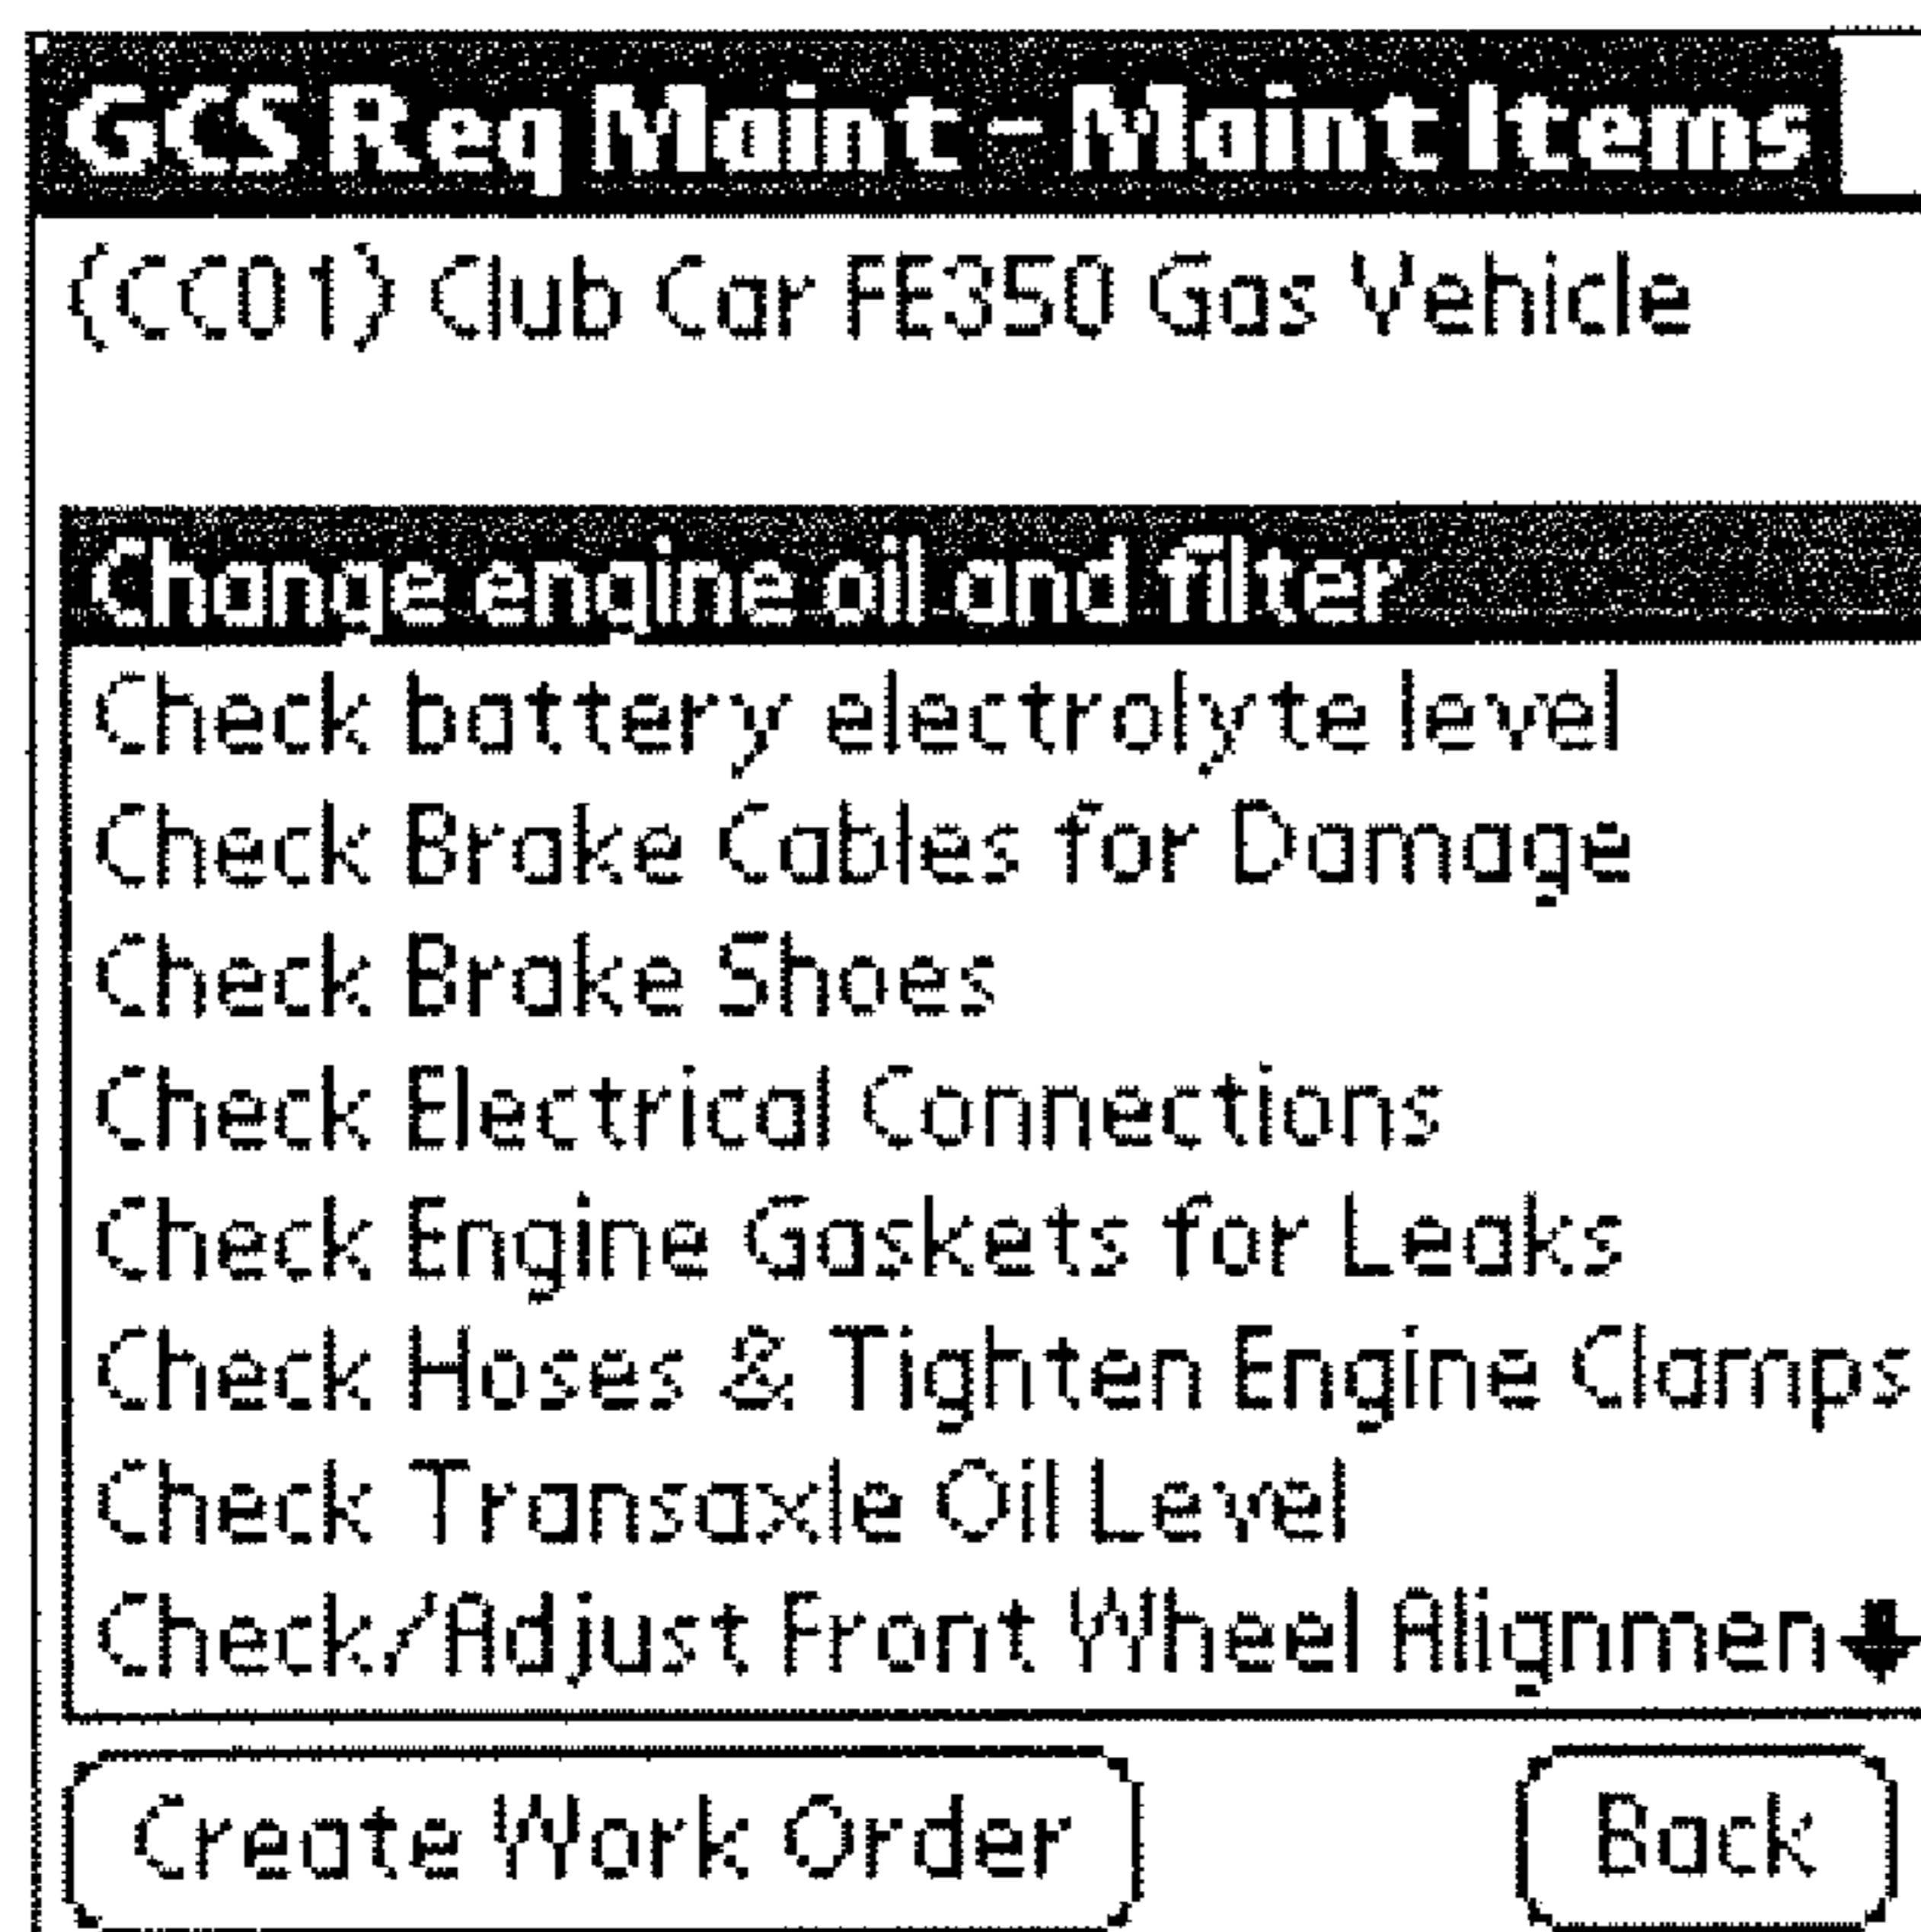 GCS Req Maint - Maint Items
(CC01) Club Car FE350 Gas Vehicle
Change engine oil and filter
Check battery electrolyte level
Check Brake Cables for Damage
Check Brake Shoes
Check Electrical Connections
Check Engine Gaskets for Leaks
Check Hoses & Tighten Engine Clamps
Check Transaxle Oil Level
Check/Adjust Front Wheel Alignmen
Create Work Order Back